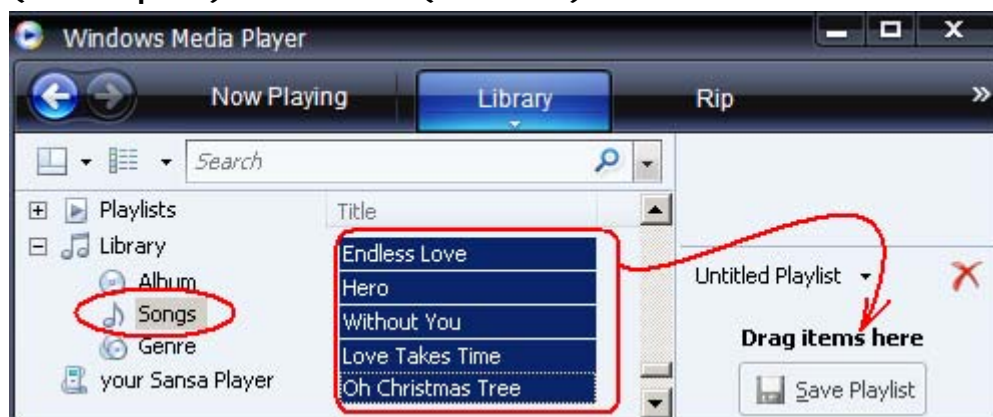 Windows Media Player
Now Playing
Library
Rip
»
Search
Playlists
Library
Album
Songs
Genre
your Sansa Player
Title
Endless Love
Hero
Without You
Love Takes Time
Oh Christmas Tree
Untitled Playlist
Drag items here
Save Playlist